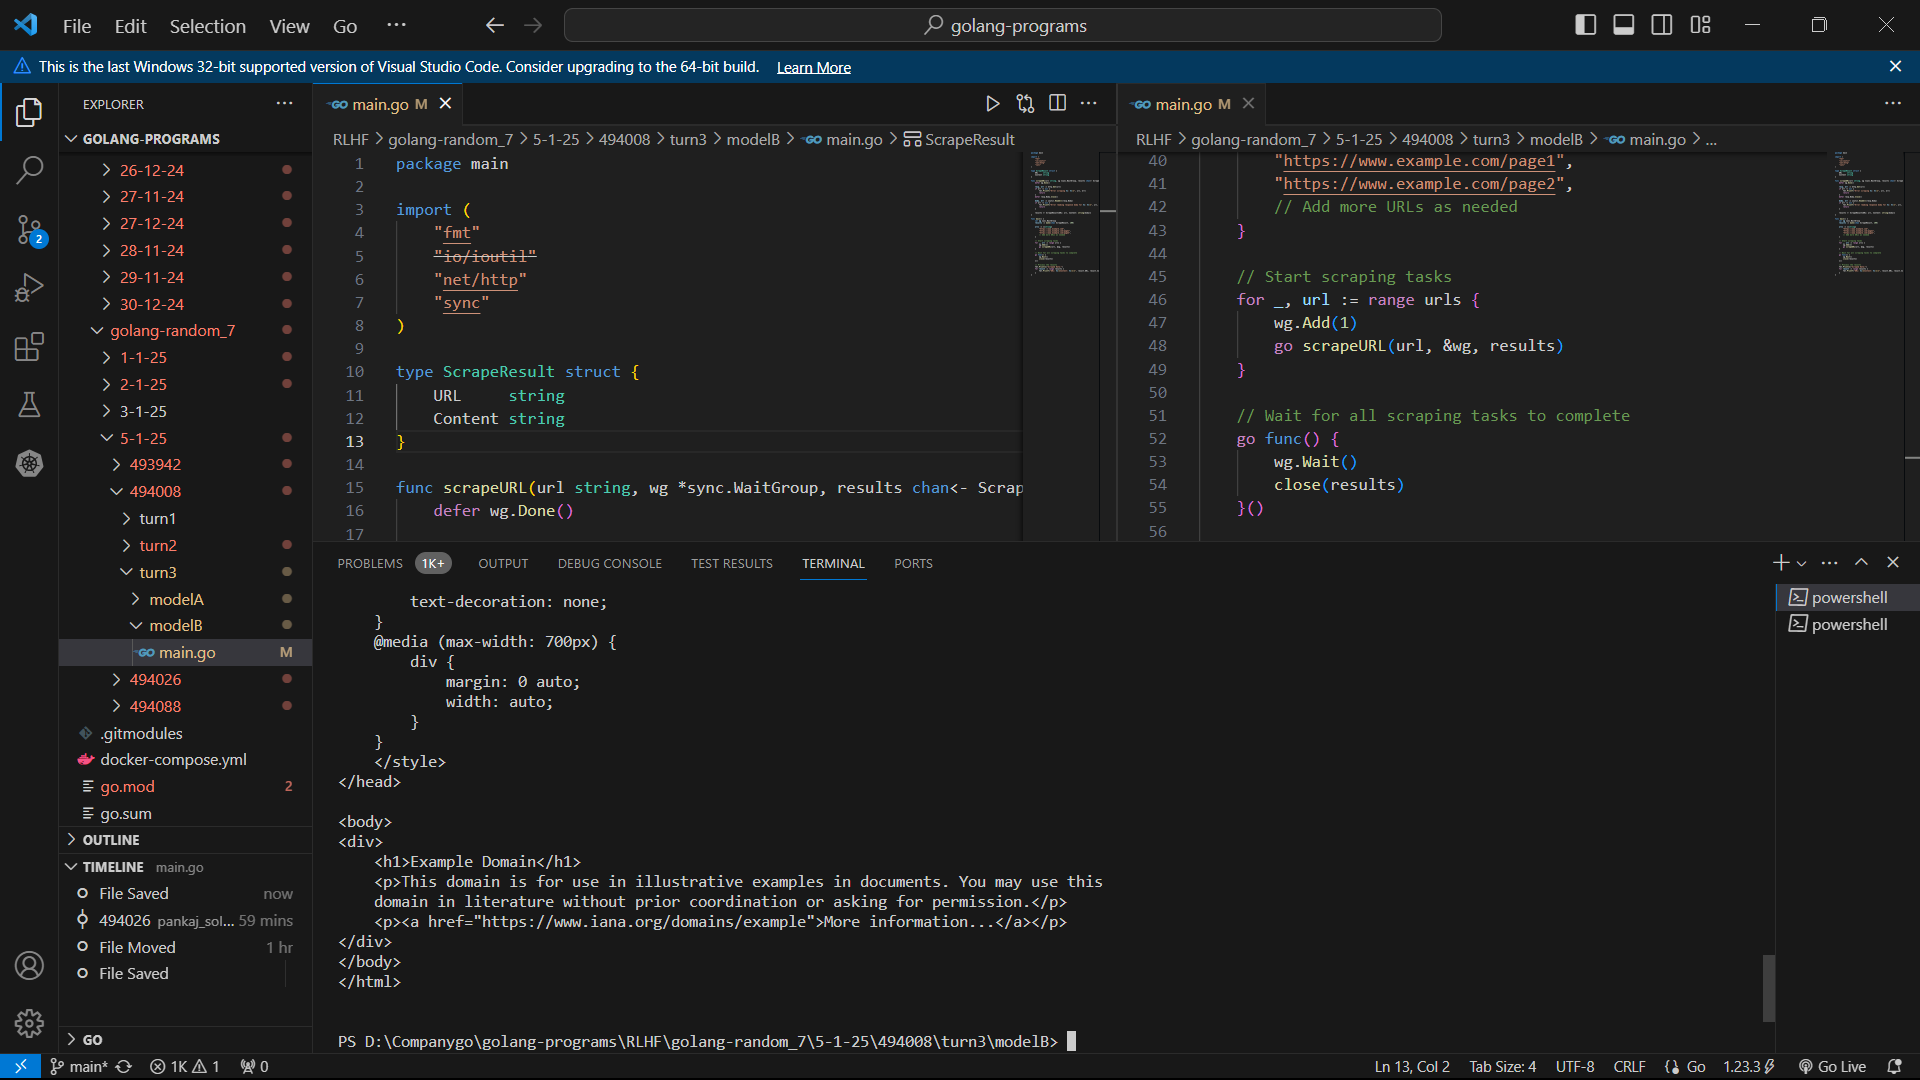 File Edit Selection View Go ···
golang-programs
This is the last Windows 32-bit supported version of Visual Studio Code. Consider upgrading to the 64-bit build. Learn More
EXPLORER
GOLANG-PROGRAMS
26-12-24
27-11-24
27-12-24
28-11-24
29-11-24
30-12-24
golang-random_7
1-1-25
2-1-25
3-1-25
5-1-25
493942
494008
turn1
turn2
turn3
modelA
modelB
main.go M
494026
494088
.gitmodules
docker-compose.yml
go.mod 2
go.sum
OUTLINE
TIMELINE main.go
File Saved now
494026 pankaj_sol... 59 mins
File Moved 1 hr
File Saved
GO
2
main.go M
RLHF > golang-random_7 > 5-1-25 > 494008 > turn3 > modelB > main.go > ScrapeResult
1 package main
2
3 import (
4 "fmt"
5 "io/ioutil"
6 "net/http"
7 "sync"
8 )
9
10 type ScrapeResult struct {
11 URL string
12 Content string
13 }
14
15 func scrapeURL(url string, wg *sync.WaitGroup, results chan<- Scrap
16 defer wg.Done()
17
main.go M
RLHF > golang-random_7 > 5-1-25 > 494008 > turn3 > modelB > main.go > ...
40 "https://www.example.com/page1",
41 "https://www.example.com/page2",
42 // Add more URLs as needed
43 }
44
45 // Start scraping tasks
46 for _, url := range urls {
47 wg.Add(1)
48 go scrapeURL(url, &wg, results)
49 }
50
51 // Wait for all scraping tasks to complete
52 go func() {
53 wg.Wait()
54 close(results)
55 }()
56
PROBLEMS 1K+ OUTPUT DEBUG CONSOLE TEST RESULTS TERMINAL PORTS
text-decoration: none;
}
@media (max-width: 700px) {
div {
margin: 0 auto;
width: auto;
}
}
</style>
</head>
<body>
<div>
<h1>Example Domain</h1>
<p>This domain is for use in illustrative examples in documents. You may use this
domain in literature without prior coordination or asking for permission.</p>
<p><a href="https://www.iana.org/domains/example">More information...</a></p>
</div>
</body>
</html>
PS D:\Companygo\golang-programs\RLHF\golang-random_7\5-1-25\494008\turn3\modelB>
powershell
powershell
main* 1K 1 0
Ln 13, Col 2 Tab Size: 4 UTF-8 CRLF {} Go 1.23.3 Go Live